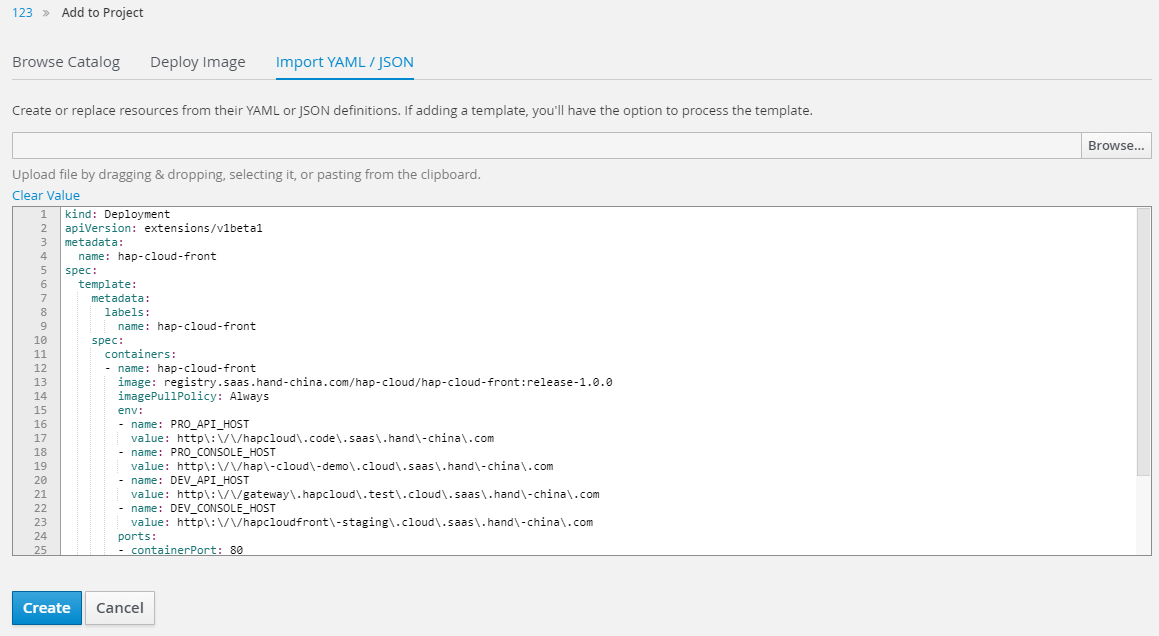 123 » Add to Project
Browse Catalog Deploy Image Import YAML / JSON
Create or replace resources from their YAML or JSON definitions. If adding a template, you'll have the option to process the template.
Browse...
Upload file by dragging & dropping, selecting it, or pasting from the clipboard.
Clear Value
1 kind: Deployment
2 apiVersion: extensions/v1beta1
3 metadata:
4   name: hap-cloud-front
5 spec:
6   template:
7     metadata:
8       labels:
9         name: hap-cloud-front
10     spec:
11       containers:
12       - name: hap-cloud-front
13         image: registry.saas.hand-china.com/hap-cloud/hap-cloud-front:release-1.0.0
14         imagePullPolicy: Always
15         env:
16         - name: PRO_API_HOST
17           value: http\:\/\/hapcloud\.code\.saas\.hand\-china\.com
18         - name: PRO_CONSOLE_HOST
19           value: http\:\/\/hap\-cloud\-demo\.cloud\.saas\.hand\-china\.com
20         - name: DEV_API_HOST
21           value: http\:\/\/gateway\.hapcloud\.test\.cloud\.saas\.hand\-china\.com
22         - name: DEV_CONSOLE_HOST
23           value: http\:\/\/hapcloudfront\-staging\.cloud\.saas\.hand\-china\.com
24         ports:
25         - containerPort: 80
Create Cancel